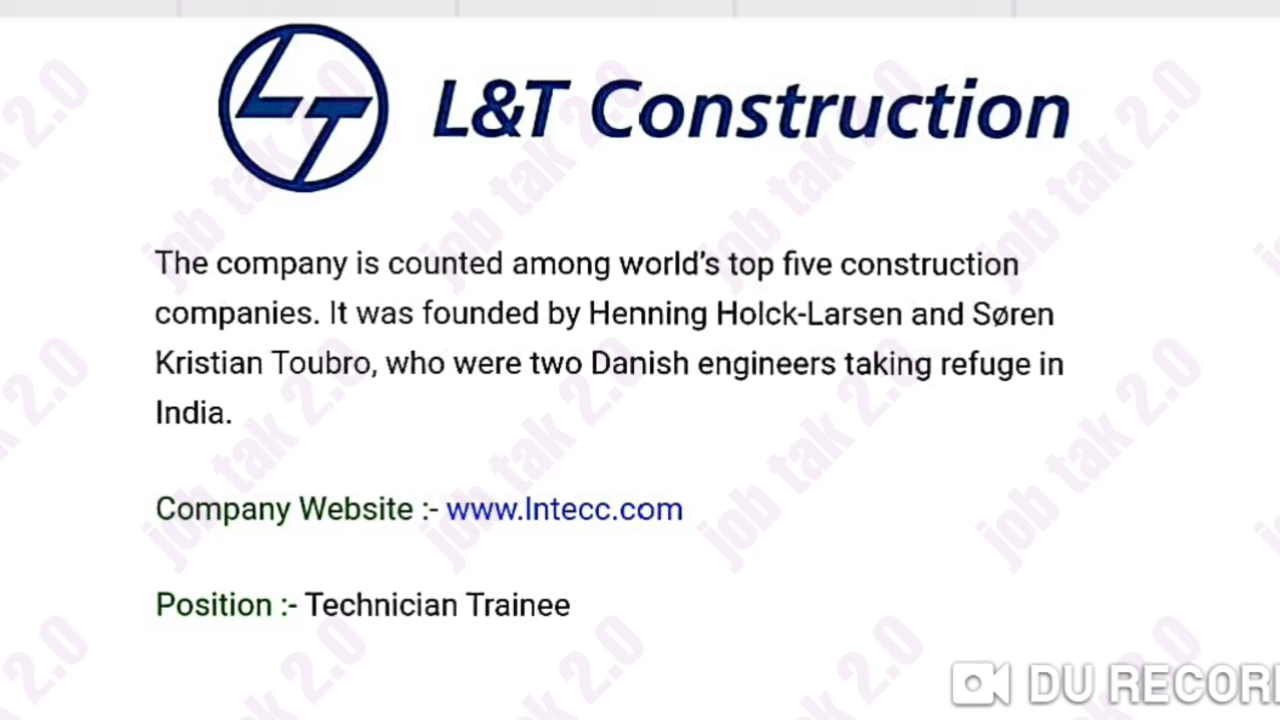 LT L&T Construction
The company is counted among world's top five construction
companies. It was founded by Henning Holck-Larsen and Søren
Kristian Toubro, who were two Danish engineers taking refuge in
India.
Company Website :- www.lntecc.com
Position :- Technician Trainee
job tak 2.0
DU RECOR